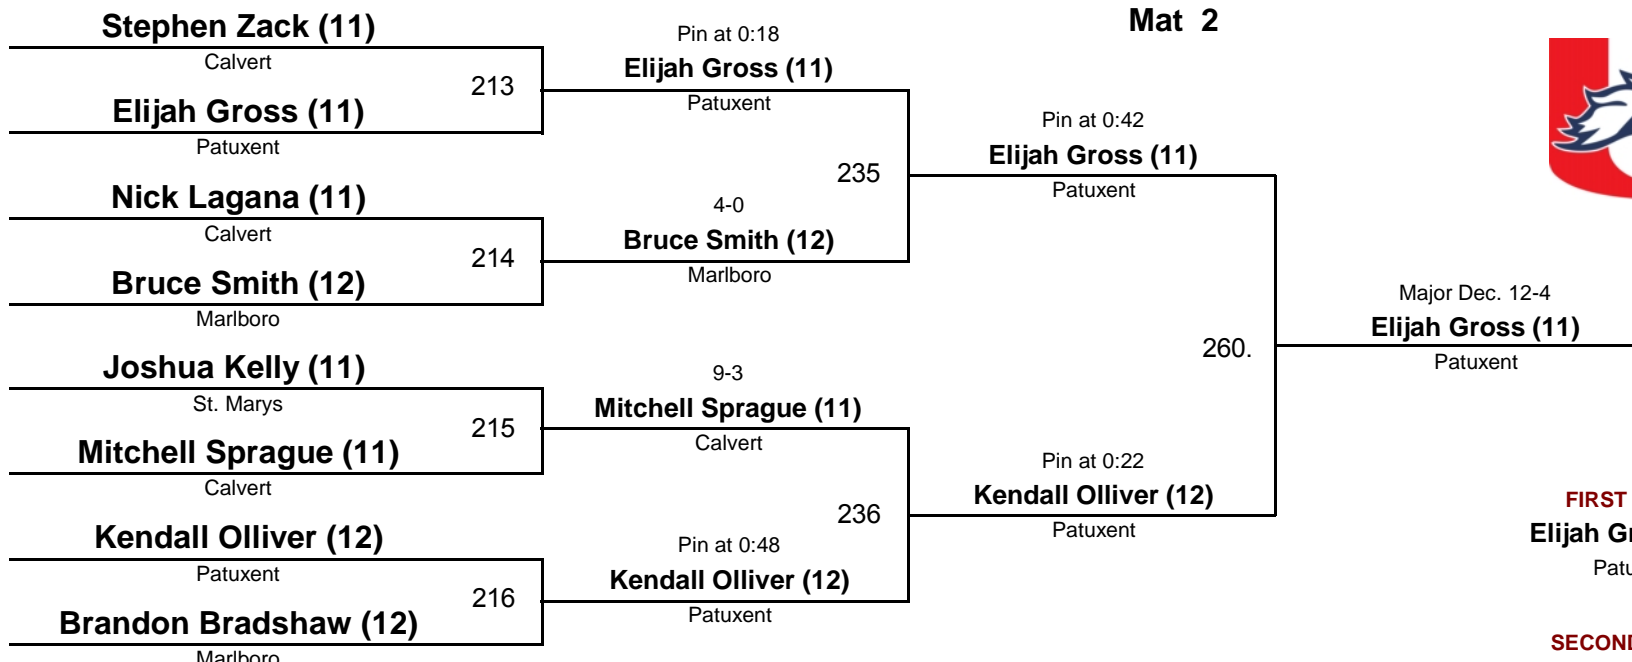 Mat 2
Stephen Zack (11)
Calvert
213
Elijah Gross (11)
Patuxent
Nick Lagana (11)
Calvert
214
Bruce Smith (12)
Marlboro
Joshua Kelly (11)
St. Marys
215
Mitchell Sprague (11)
Calvert
Kendall Olliver (12)
Patuxent
216
Brandon Bradshaw (12)
Marlboro
Pin at 0:18
Elijah Gross (11)
Patuxent
235
4-0
Bruce Smith (12)
Marlboro
9-3
Mitchell Sprague (11)
Calvert
236
Pin at 0:48
Kendall Olliver (12)
Patuxent
Pin at 0:42
Elijah Gross (11)
Patuxent
260.
Pin at 0:22
Kendall Olliver (12)
Patuxent
Major Dec. 12-4
Elijah Gross (11)
Patuxent
FIRST
Elijah Gr
Patu
SECOND